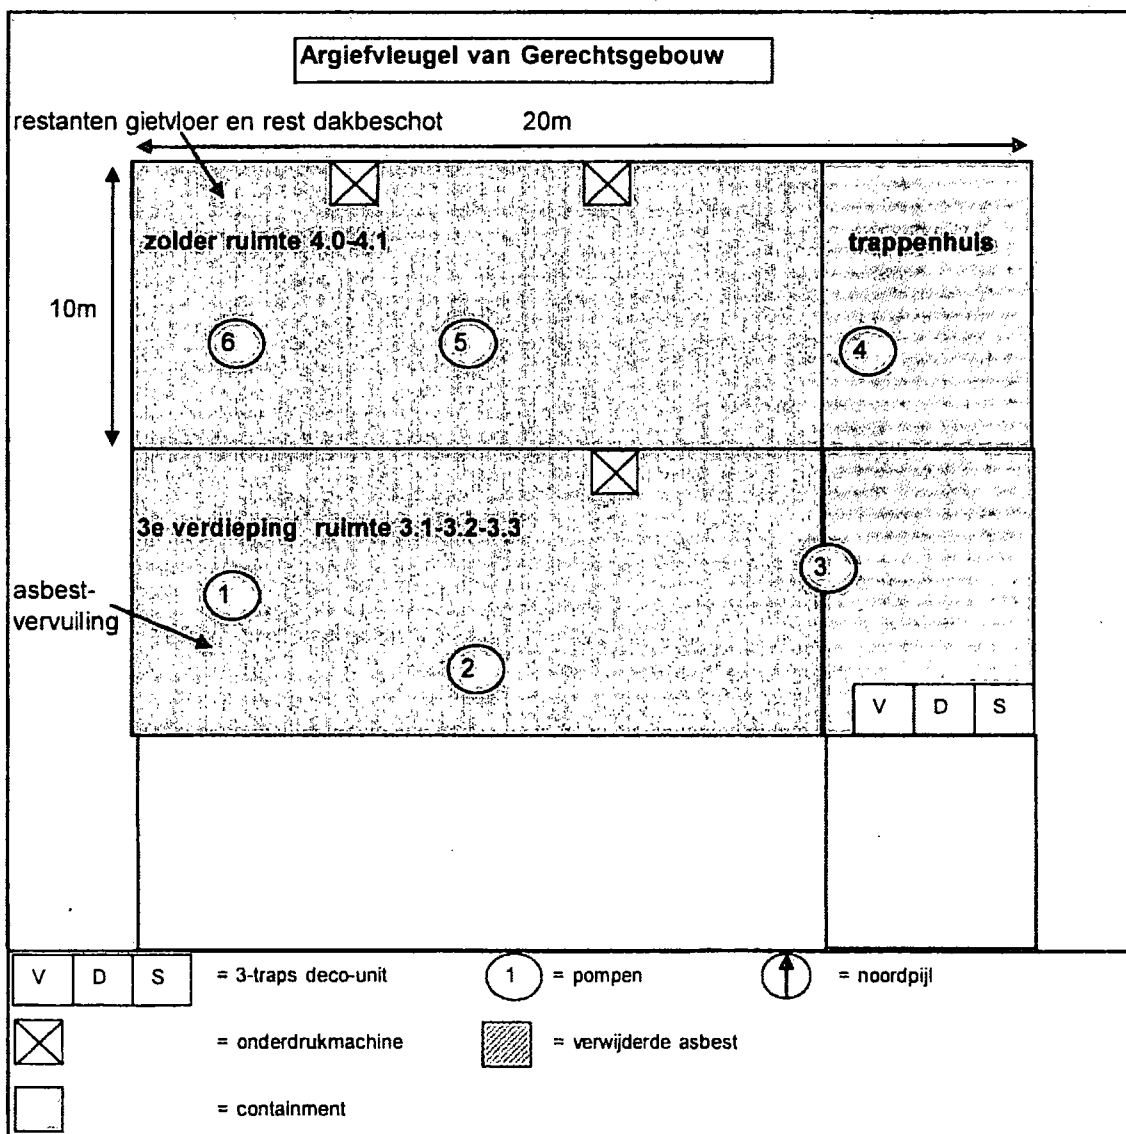 Argiefvleugel van Gerechtsgebouw
restanten gietvloer en rest dakbeschot 20m
zolder ruimte 4.0-4.1 trappenhuis
10m
6 5 4
3e verdieping ruimte 3.1-3.2-3.3
3
asbest-
vervuiling
1
2
V D S
V D S = 3-traps deco-unit 1 = pompen = noordpijl
= onderdrukmachine = verwijderde asbest
= containment